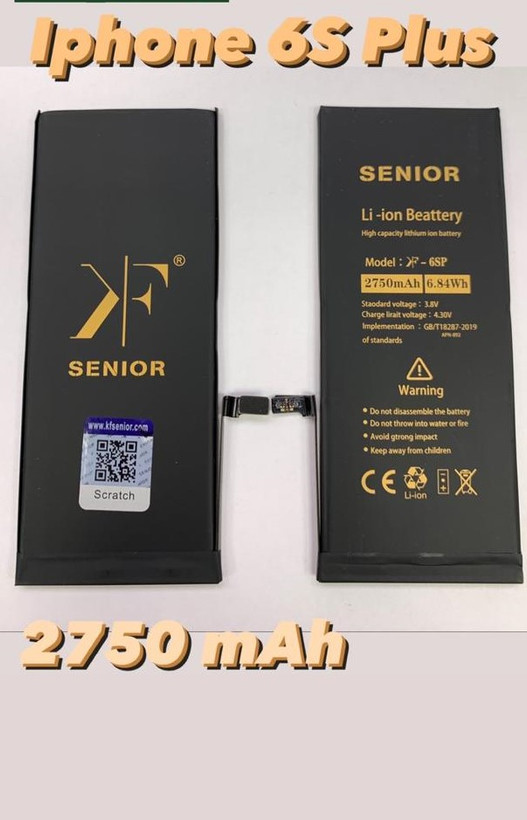 Iphone 6S Plus
KF®
SENIOR
www.kfsenior.com
Scratch
SENIOR
Li -ion Beattery
High capacity lithium ion battery
Model : KF - 6SP
2750mAh 6.84Wh
Staodard voltage : 3.8V
Charge lirait voltage : 4.30V
Implementation : GB/T18287-2019
of standards
Warning
• Do not disassemble the battery
• Do not throw into water or fire
• Avoid gtrong impact
• Keep away from children
CE Li-ion
2750 mAh